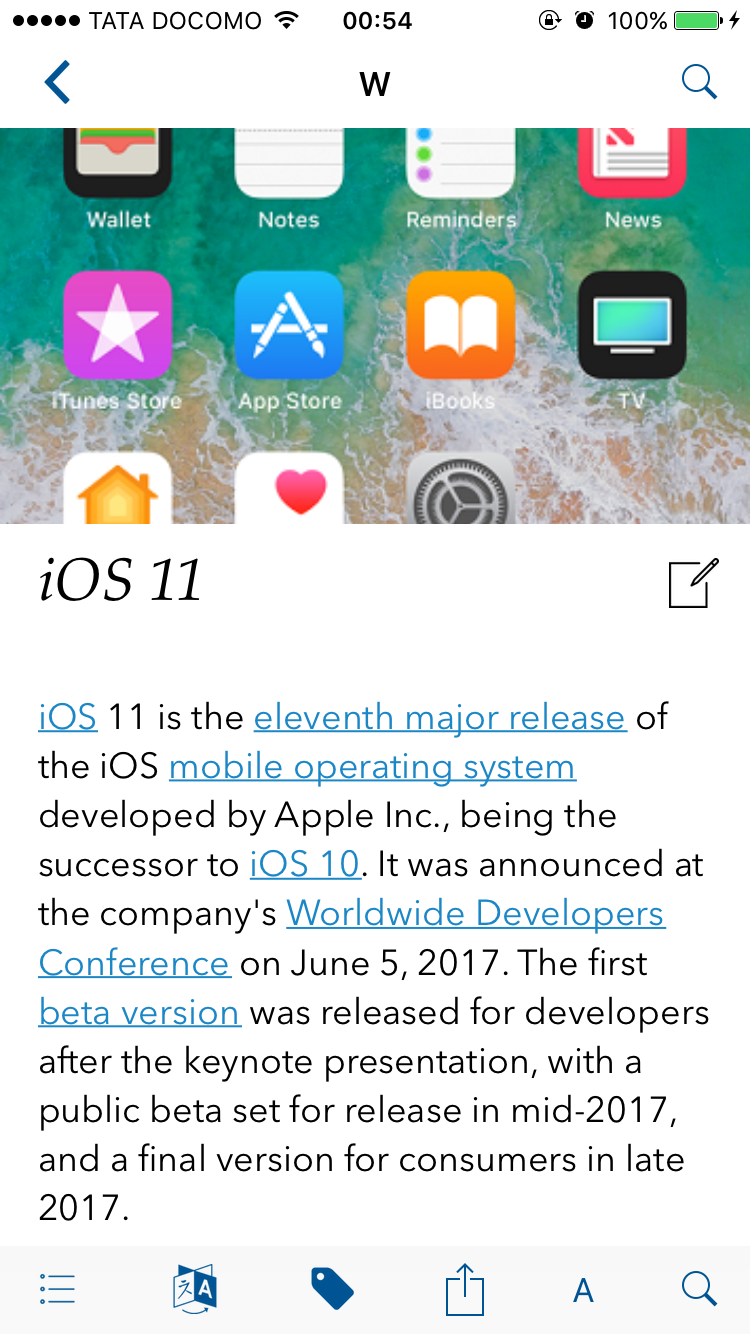 TATA DOCOMO 00:54 100%
W
Wallet Notes Reminders News
iTunes Store App Store iBooks TV
iOS 11
iOS 11 is the eleventh major release of
the iOS mobile operating system
developed by Apple Inc., being the
successor to iOS 10. It was announced at
the company's Worldwide Developers
Conference on June 5, 2017. The first
beta version was released for developers
after the keynote presentation, with a
public beta set for release in mid-2017,
and a final version for consumers in late
2017.
A A